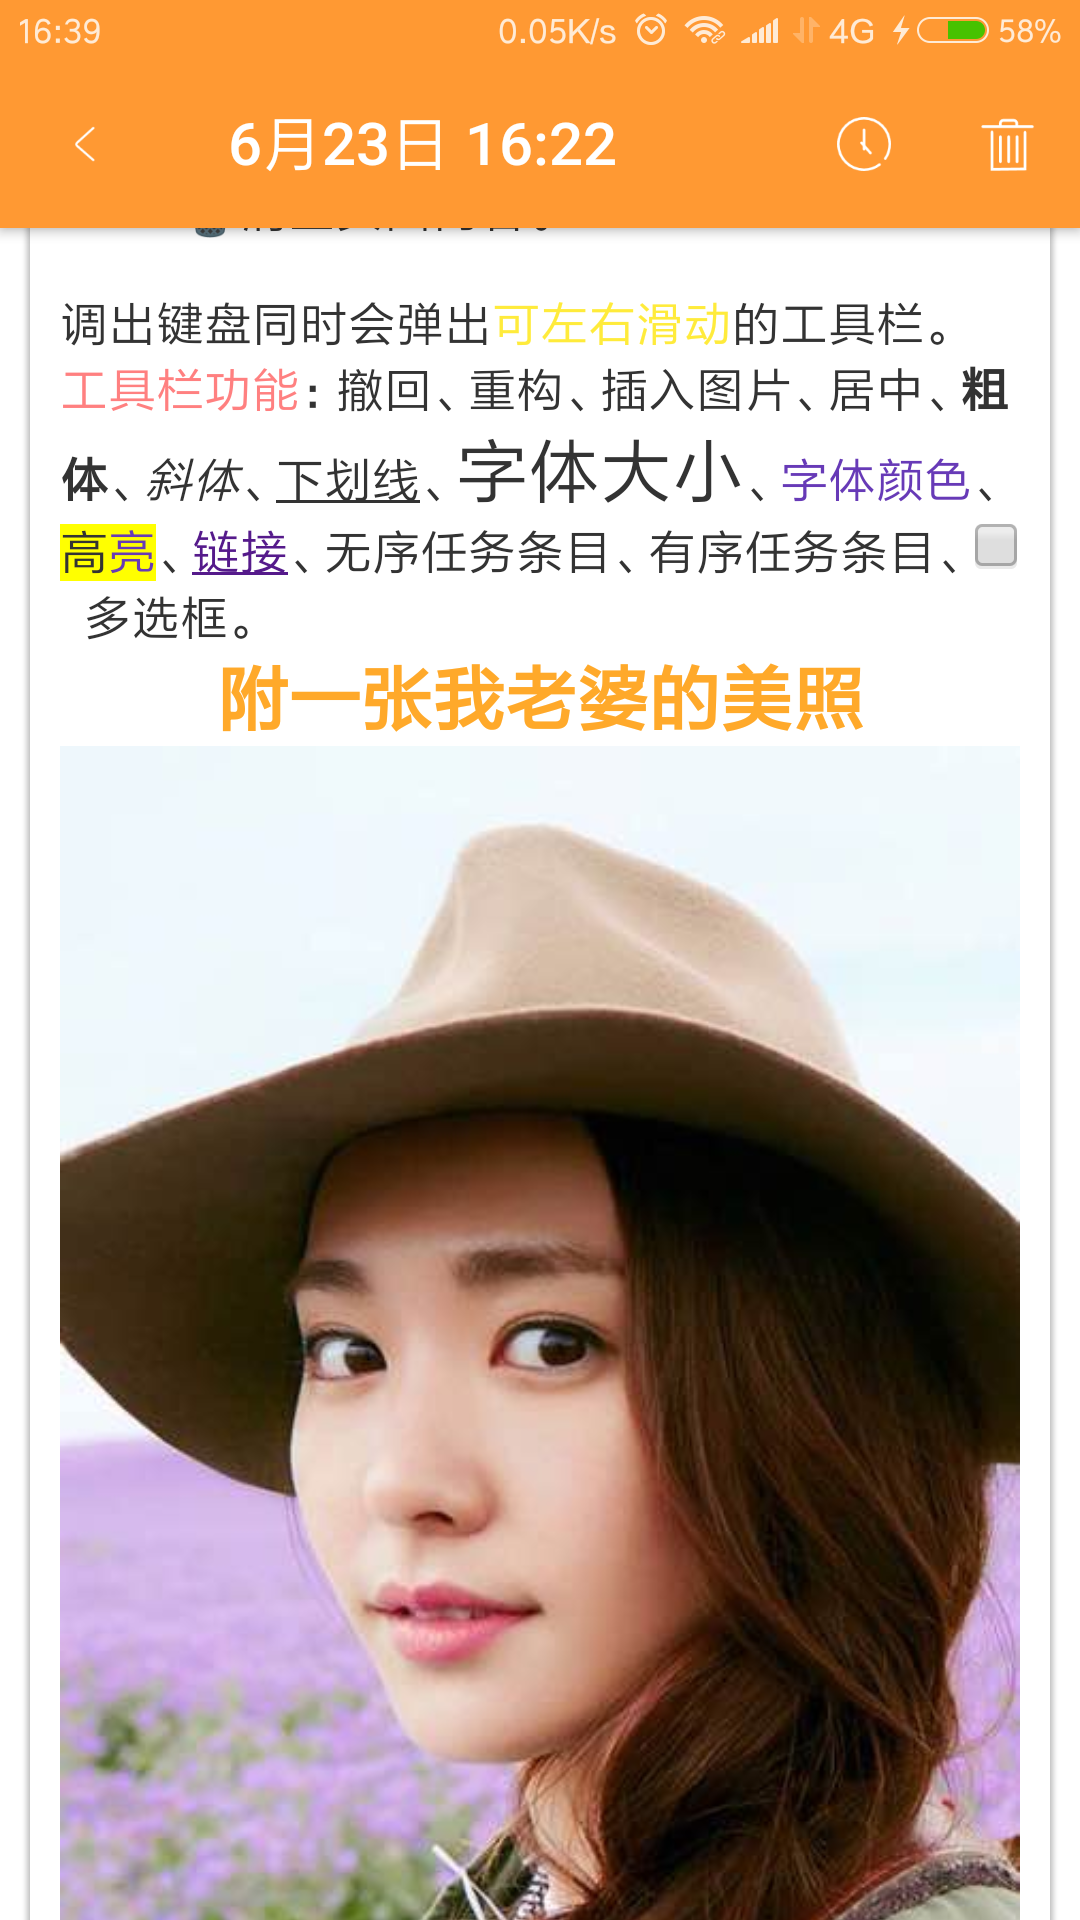 16:39 0.05K/s 4G 58%
6月23日 16:22
调出键盘同时会弹出可左右滑动的工具栏。
工具栏功能：撤回、重构、插入图片、居中、粗
体、斜体、下划线、字体大小、字体颜色、
高亮、链接、无序任务条目、有序任务条目、
多选框。
附一张我老婆的美照